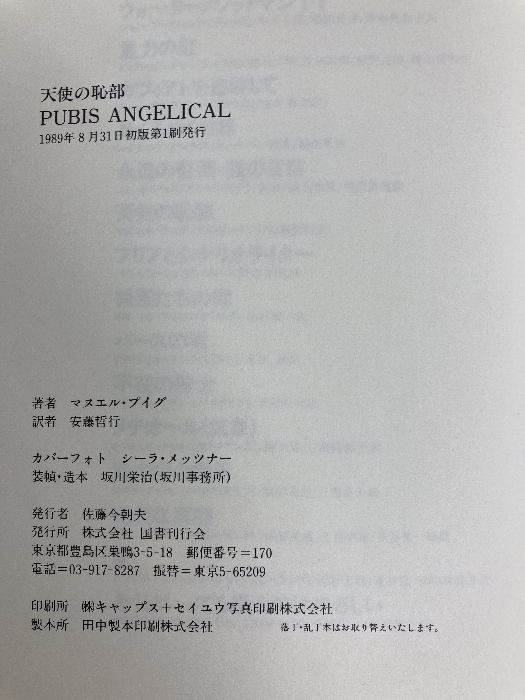 天使の恥部
PUBIS ANGELICAL
1989年8月31日初版第1刷発行
著者 マヌエル・プイグ
訳者 安藤哲行
カバーフォト シーラ・メッツナー
装幀・造本 坂川栄治(坂川事務所)
発行者 佐藤今朝夫
発行所 株式会社 国書刊行会
東京都豊島区巣鴨3-5-18 郵便番号=170
電話=03-917-8287 振替=東京5-65209
印刷所 ㈱キャップス+セイユウ写真印刷株式会社
製本所 田中製本印刷株式会社 落丁・乱丁本はお取り替えいたします。